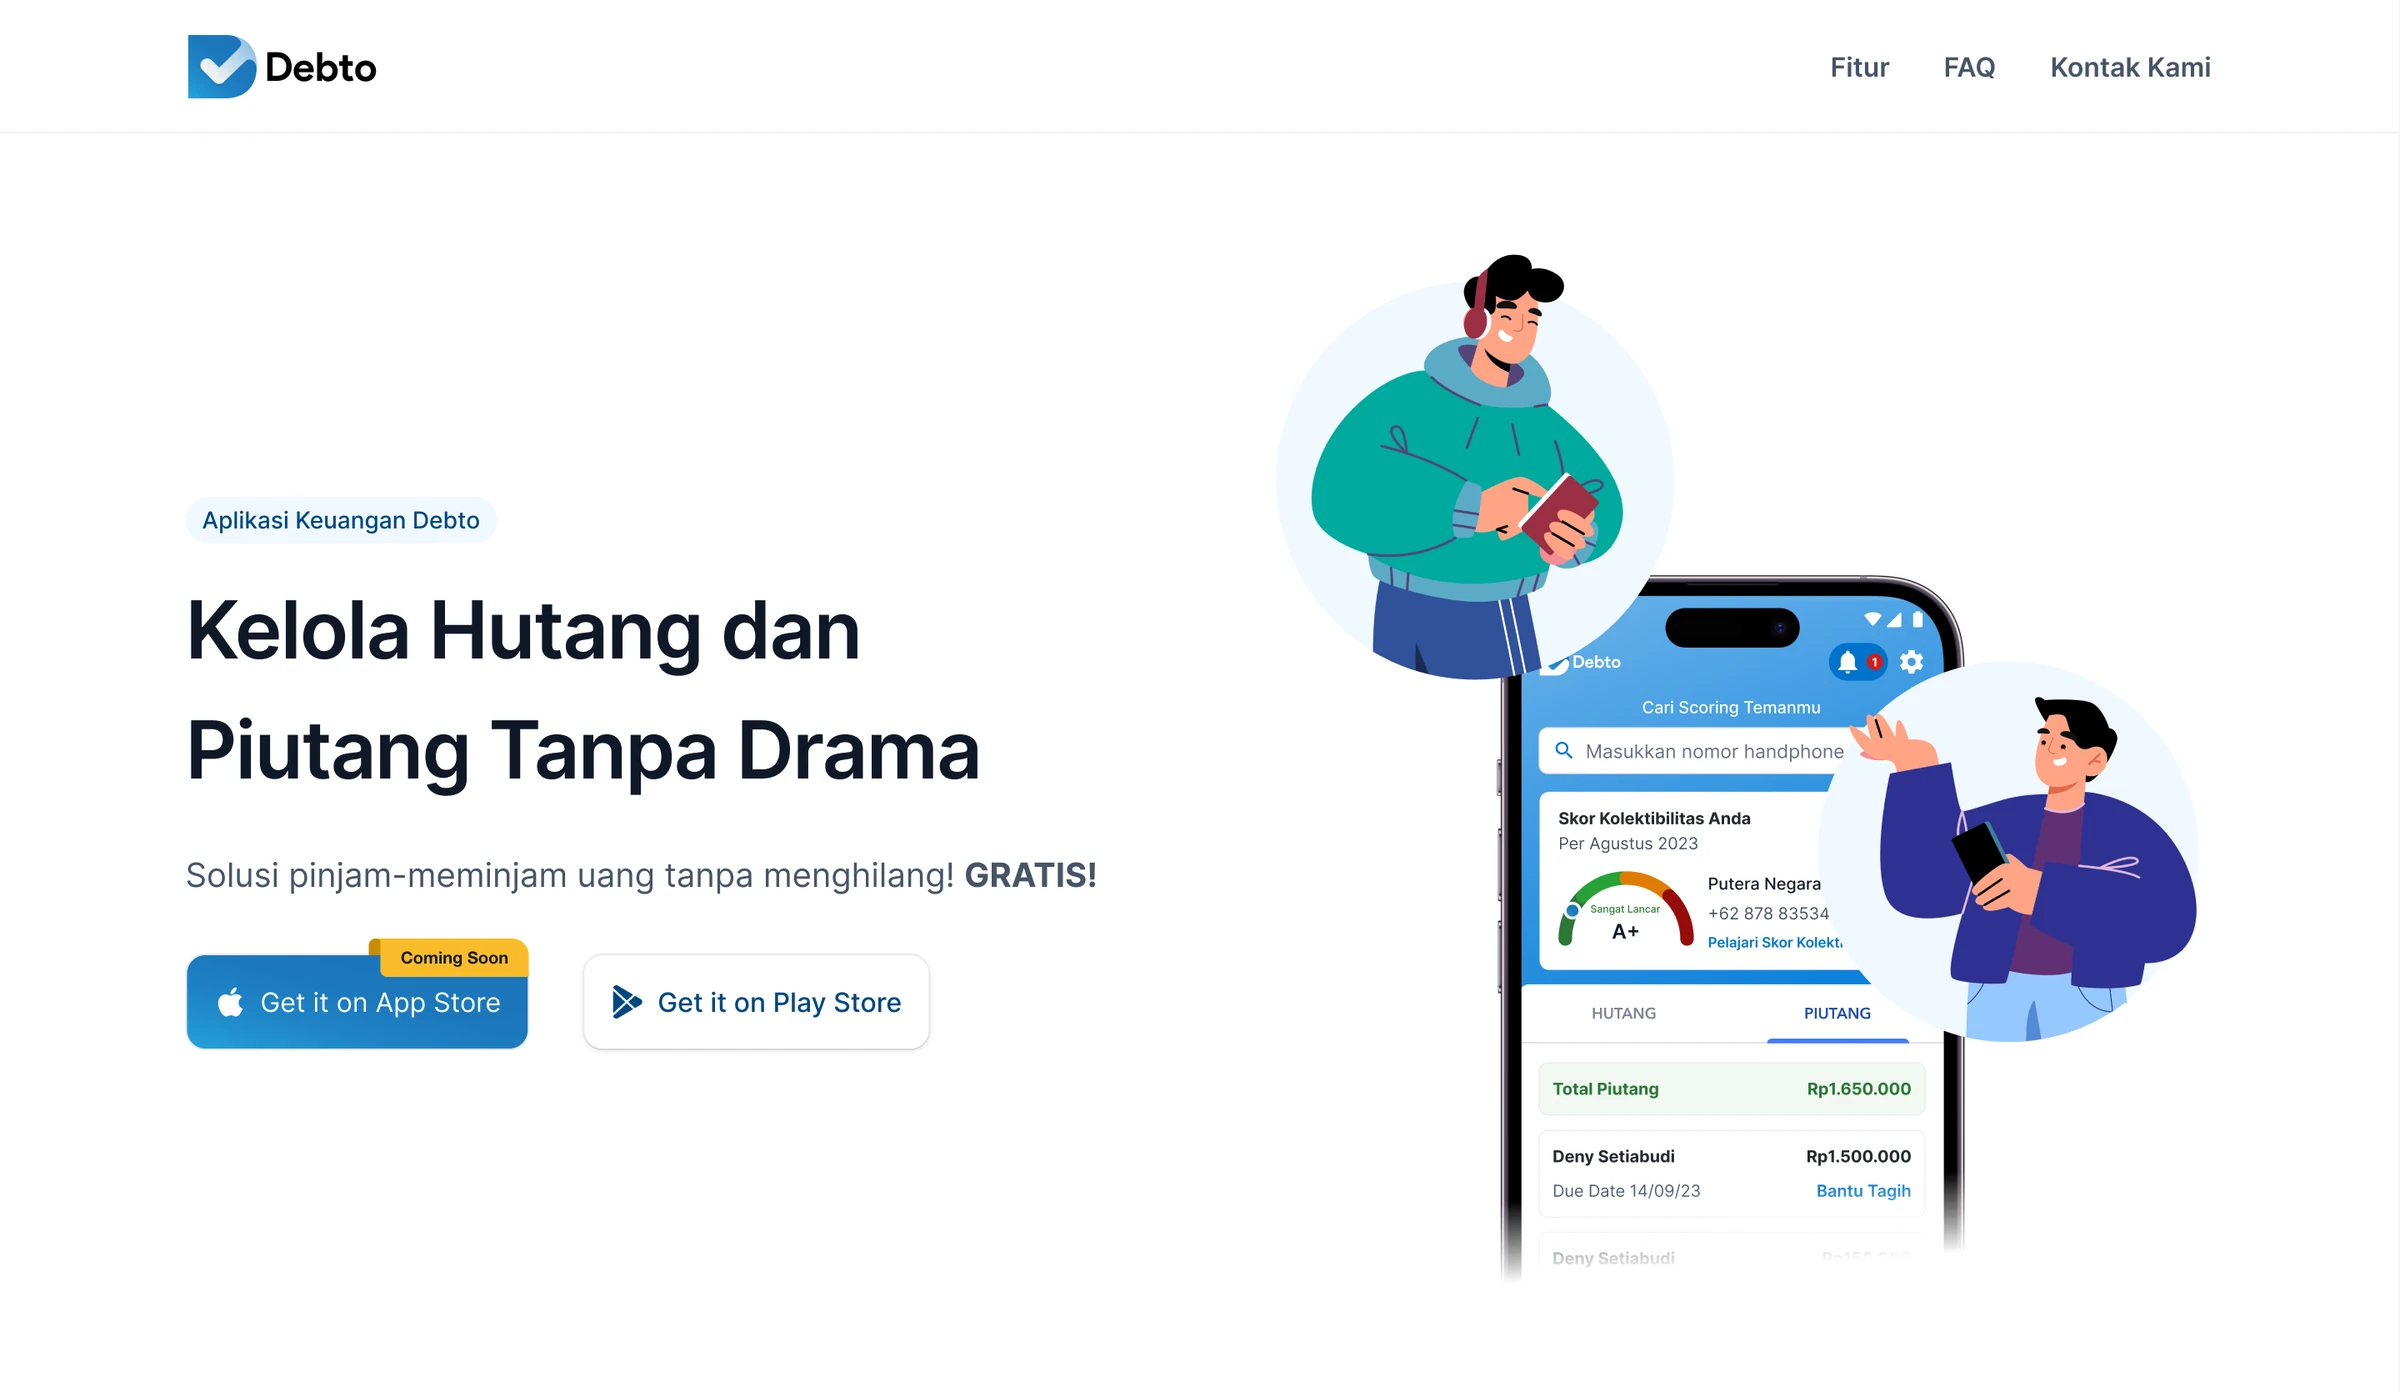 Debto
Fitur
FAQ
Kontak Kami
Aplikasi Keuangan Debto
Kelola Hutang dan
Piutang Tanpa Drama
Solusi pinjam-meminjam uang tanpa menghilang! GRATIS!
Coming Soon
Get it on App Store
Get it on Play Store
Debto
1
Cari Scoring Temanmu
Masukkan nomor handphone
Skor Kolektibilitas Anda
Per Agustus 2023
Sangat Lancar
A+
Putera Negara
+62 878 83534
Pelajari Skor
HUTANG
PIUTANG
Total Piutang
Rp1.650.000
Deny Setiabudi
Rp1.500.000
Due Date 14/09/23
Bantu Tagih
Deny Setiabudi